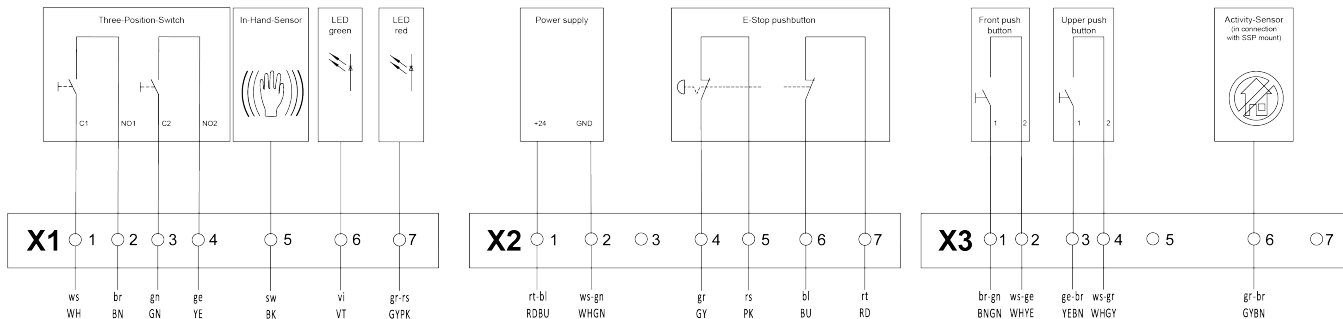 Three-Position-Switch
C1 NO1 C2 NO2
In-Hand-Sensor
LED
green
LED
red
X1 1 2 3 4 5 6 7
ws br gn ge sw vi gr-rs
WH BN GN YE BK VT GYPK
Power supply
+24 GND
E-Stop pushbutton
X2 1 2 3 4 5 6 7
rt-bl ws-gn gr rs bl rt
RDBU WHGN GY PK BU RD
Front push
button
1 2
Upper push
button
1 2
Activity-Sensor
(in connection
with SSP mount)
X3 1 2 3 4 5 6 7
br-gn ws-ge ge-br ws-gr gr-br
BNGN WHYE YEBN WHGY GYBN